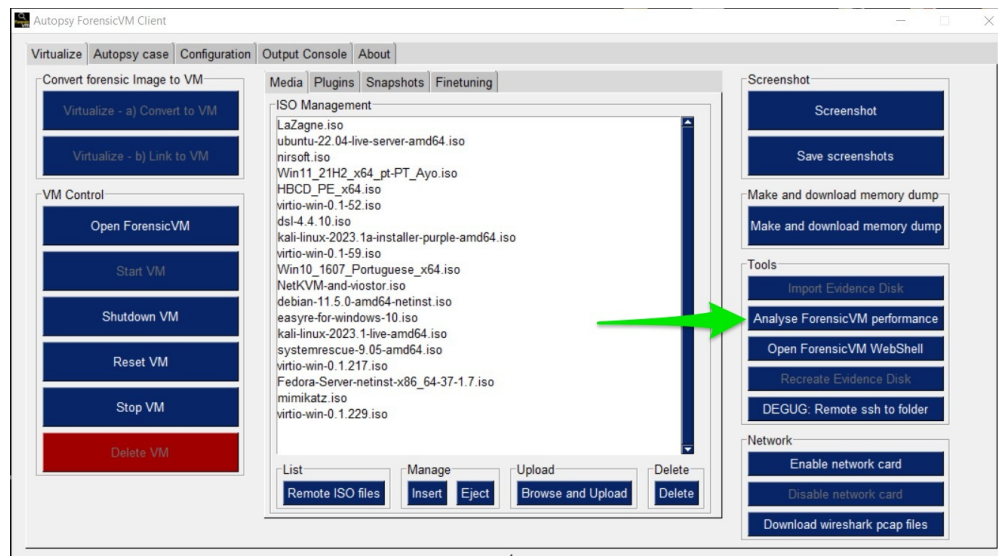 Autopsy ForensicVM Client
Virtualize Autopsy case Configuration Output Console About
Convert forensic Image to VM
Virtualize - a) Convert to VM
Virtualize - b) Link to VM
VM Control
Open ForensicVM
Start VM
Shutdown VM
Reset VM
Stop VM
Delete VM
Media Plugins Snapshots Finetuning
ISO Management
LaZagne.iso
ubuntu-22.04-live-server-amd64.iso
nirsoft.iso
Win11_21H2_x64_pt-PT_Ayo.iso
HBCD_PE_x64.iso
virtio-win-0.1-52.iso
dsl-4.4.10.iso
kali-linux-2023.1a-installer-purple-amd64.iso
virtio-win-0.1-59.iso
Win10_1607_Portuguese_x64.iso
NetKVM-and-viostor.iso
debian-11.5.0-amd64-netinst.iso
easyre-for-windows-10.iso
kali-linux-2023.1-live-amd64.iso
systemrescue-9.05-amd64.iso
virtio-win-0.1.217.iso
Fedora-Server-netinst-x86_64-37-1.7.iso
mimikatz.iso
virtio-win-0.1.229.iso
List
Remote ISO files
Manage
Insert Eject
Upload
Browse and Upload
Delete
Delete
Screenshot
Screenshot
Save screenshots
Make and download memory dump
Make and download memory dump
Tools
Import Evidence Disk
Analyse ForensicVM performance
Open ForensicVM WebShell
Recreate Evidence Disk
DEGUG: Remote ssh to folder
Network
Enable network card
Disable network card
Download wireshark pcap files